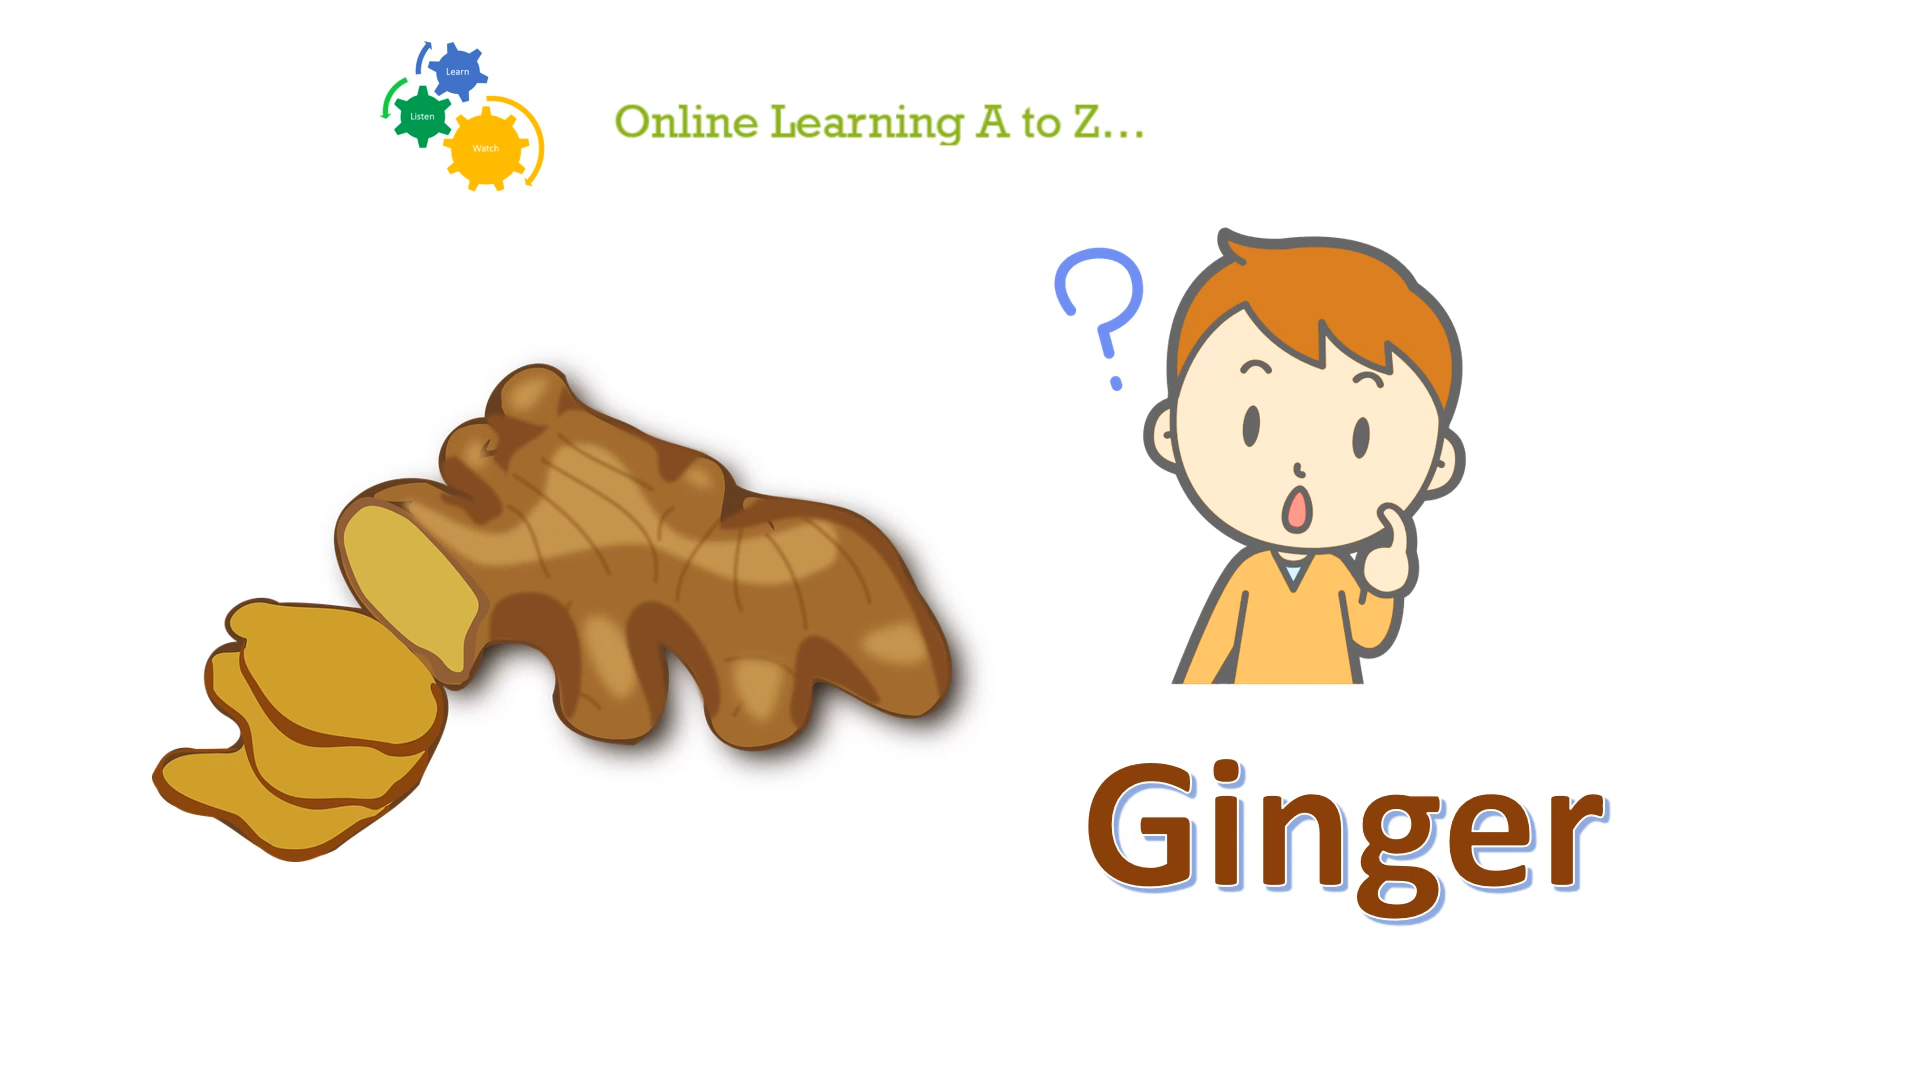 Learn
Listen
Watch
Online Learning A to Z...
Ginger